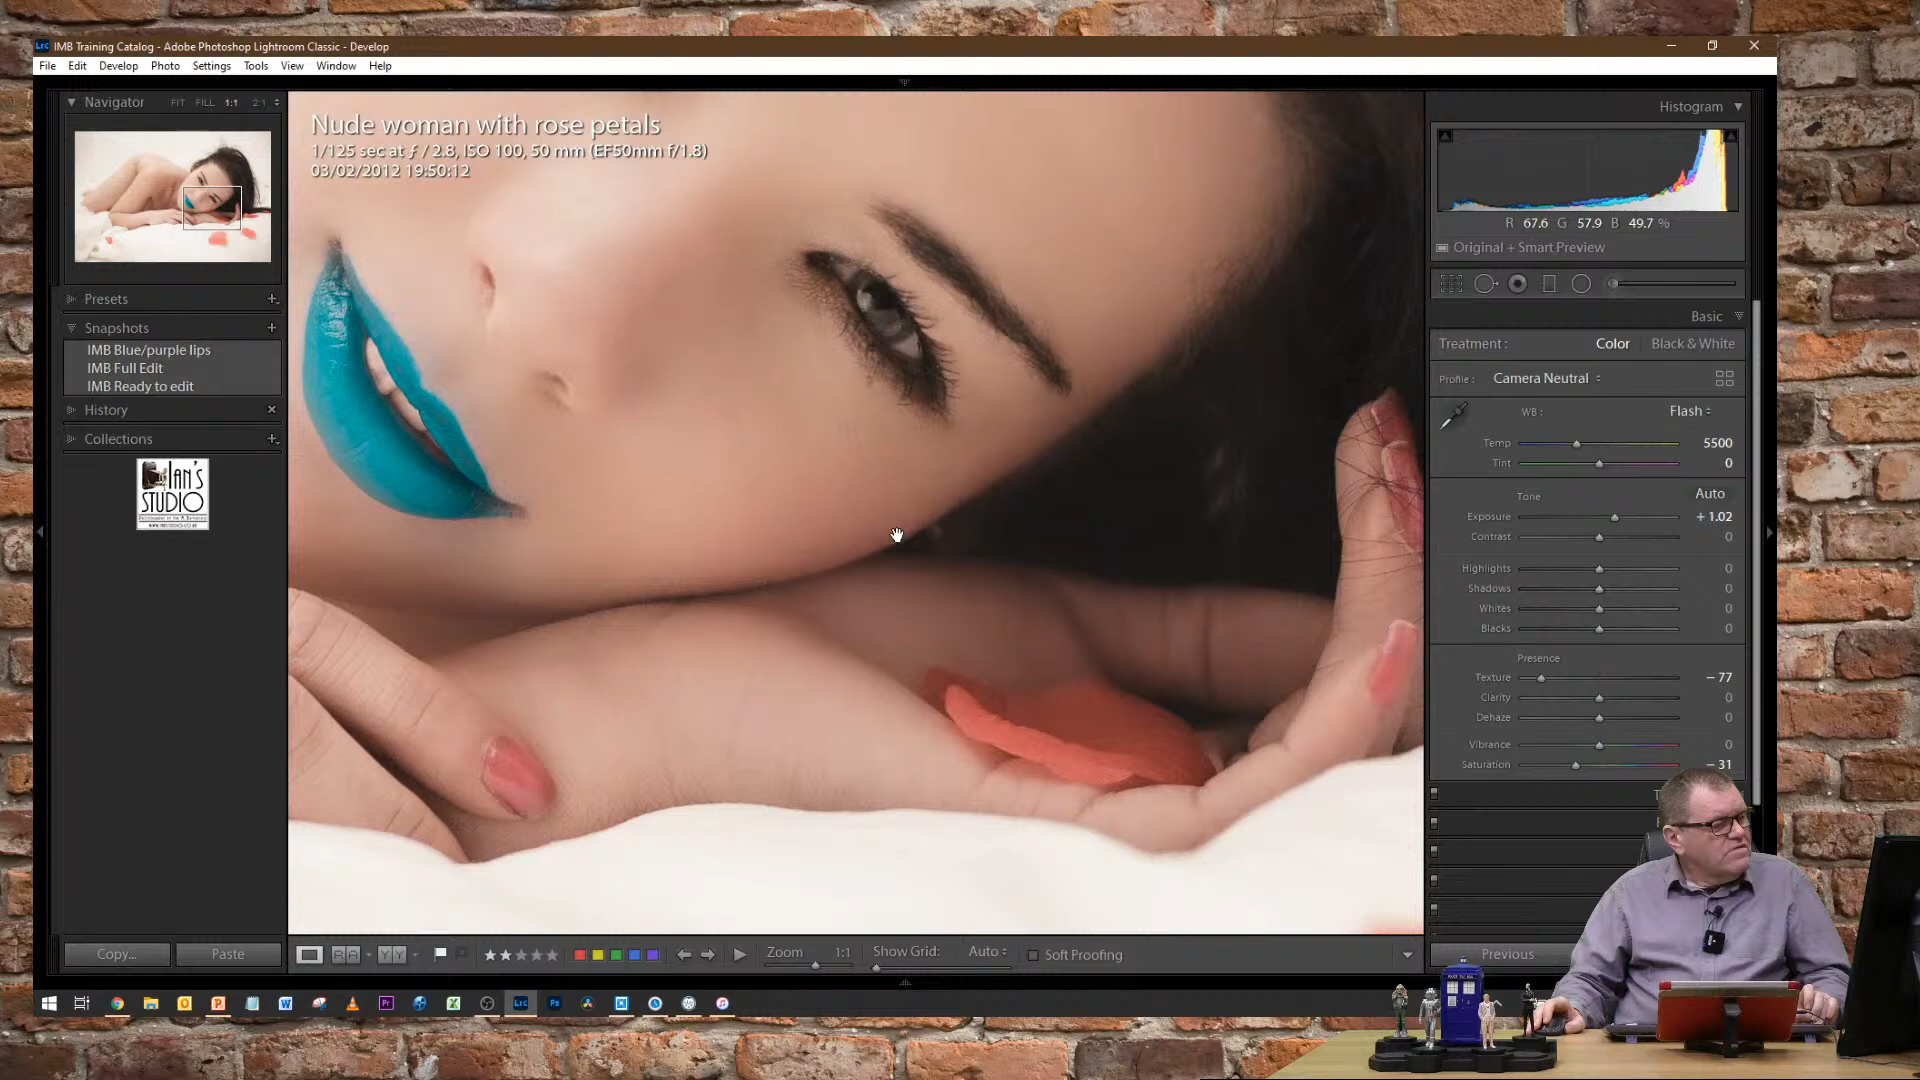 IMB Training Catalog - Adobe Photoshop Lightroom Classic - Develop
File Edit Develop Photo Settings Tools View Window Help
Navigator FIT FILL 1:1 2:1
Presets
Snapshots
IMB Blue/purple lips
IMB Full Edit
IMB Ready to edit
History
Collections
IAN'S
STUDIO
Copy... Paste
Nude woman with rose petals
1/125 sec at ƒ / 2.8, ISO 100, 50 mm (EF50mm f/1.8)
03/02/2012 19:50:12
Zoom 1:1 Show Grid: Auto Soft Proofing
Histogram
R 67.6 G 57.9 B 49.7 %
Original + Smart Preview
Basic
Treatment : Color Black & White
Profile : Camera Neutral
WB : Flash
Temp 5500
Tint 0
Tone Auto
Exposure + 1.02
Contrast 0
Highlights 0
Shadows 0
Whites 0
Blacks 0
Presence
Texture − 77
Clarity 0
Dehaze 0
Vibrance 0
Saturation − 31
Previous